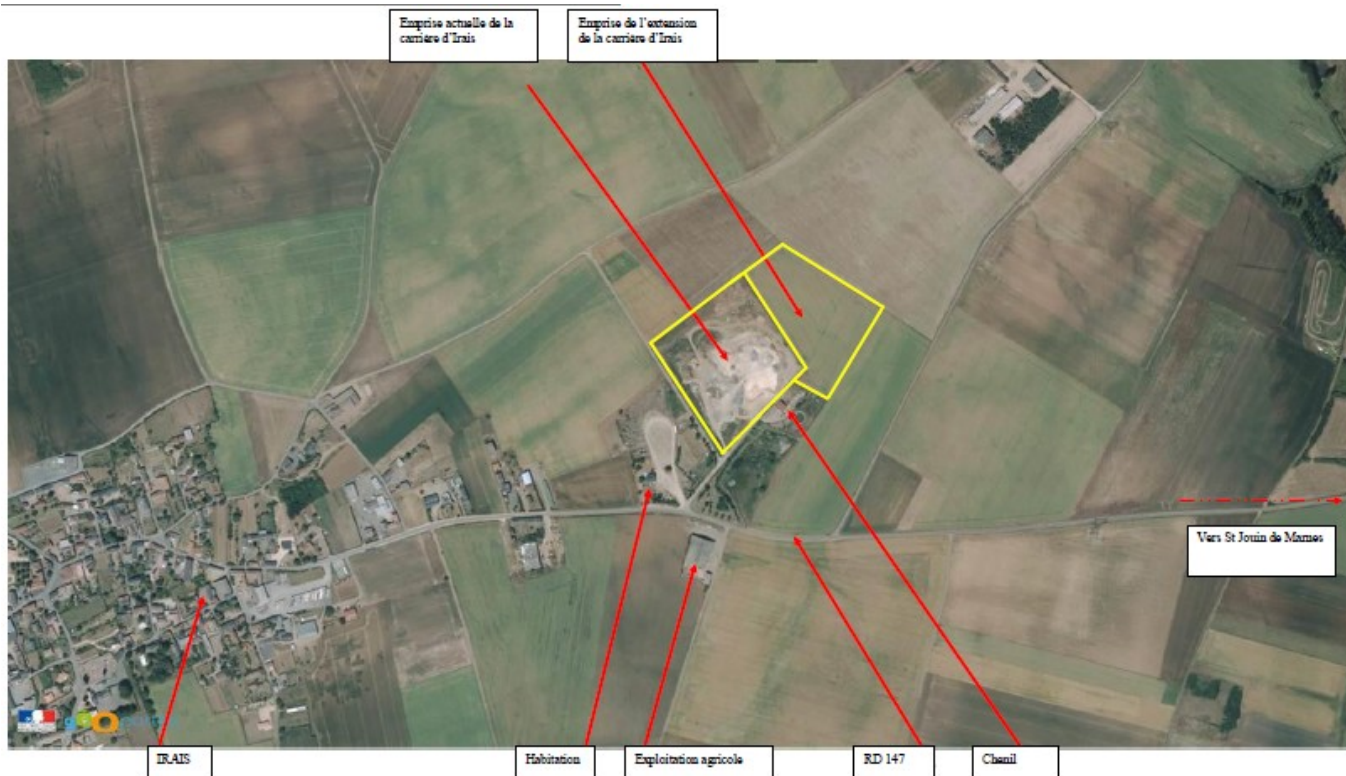 Emprise actuelle de la
carrière d'Irais
Emprise de l'extension
de la carrière d'Irais
Vers St Jouin de Marnes
IRAIS
Habitation
Exploitation agricole
RD 147
Chenil